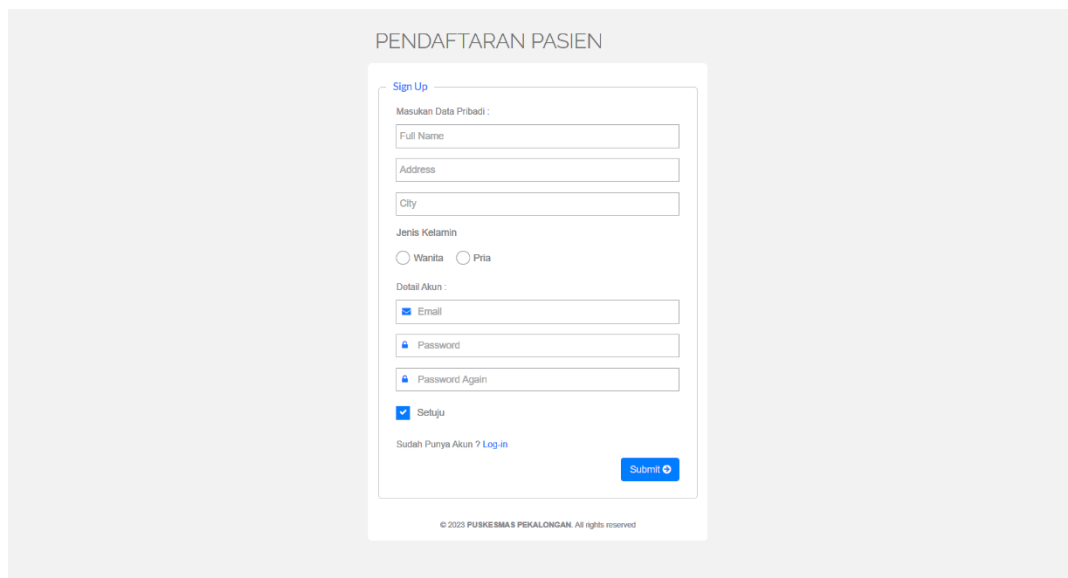 PENDAFTARAN PASIEN
Sign Up
Masukan Data Pribadi :
Full Name
Address
City
Jenis Kelamin
Wanita Pria
Detail Akun :
Email
Password
Password Again
Setuju
Sudah Punya Akun ? Log-in
Submit
© 2023 PUSKESMAS PEKALONGAN. All rights reserved